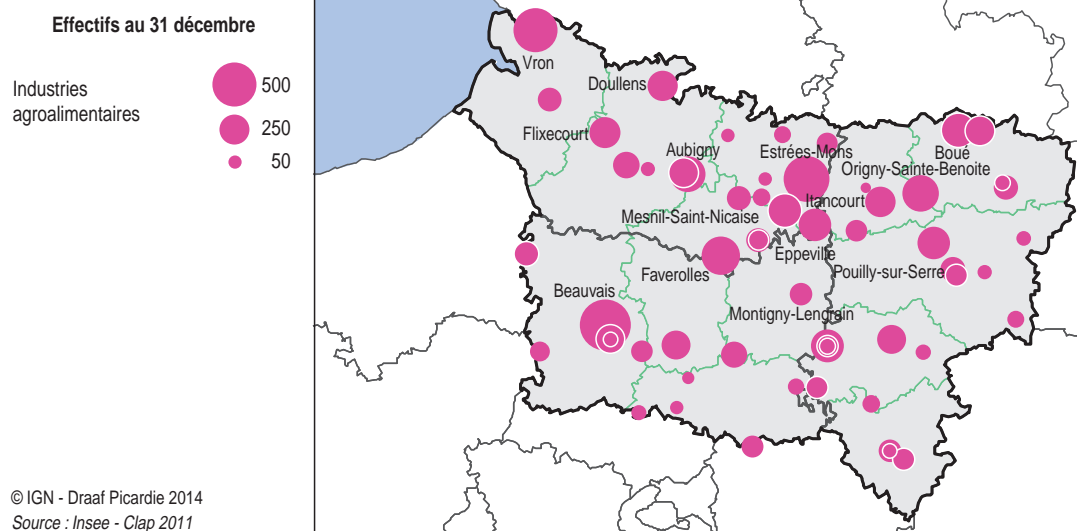 Effectifs au 31 décembre
Industries
agroalimentaires
500
250
50
Vron
Doullens
Flixecourt
Aubigny
Estrées-Mons
Boué
Origny-Sainte-Benoite
Itancourt
Mesnil-Saint-Nicaise
Eppeville
Faverolles
Pouilly-sur-Serre
Beauvais
Montigny-Lengrain
© IGN - Draaf Picardie 2014
Source : Insee - Clap 2011